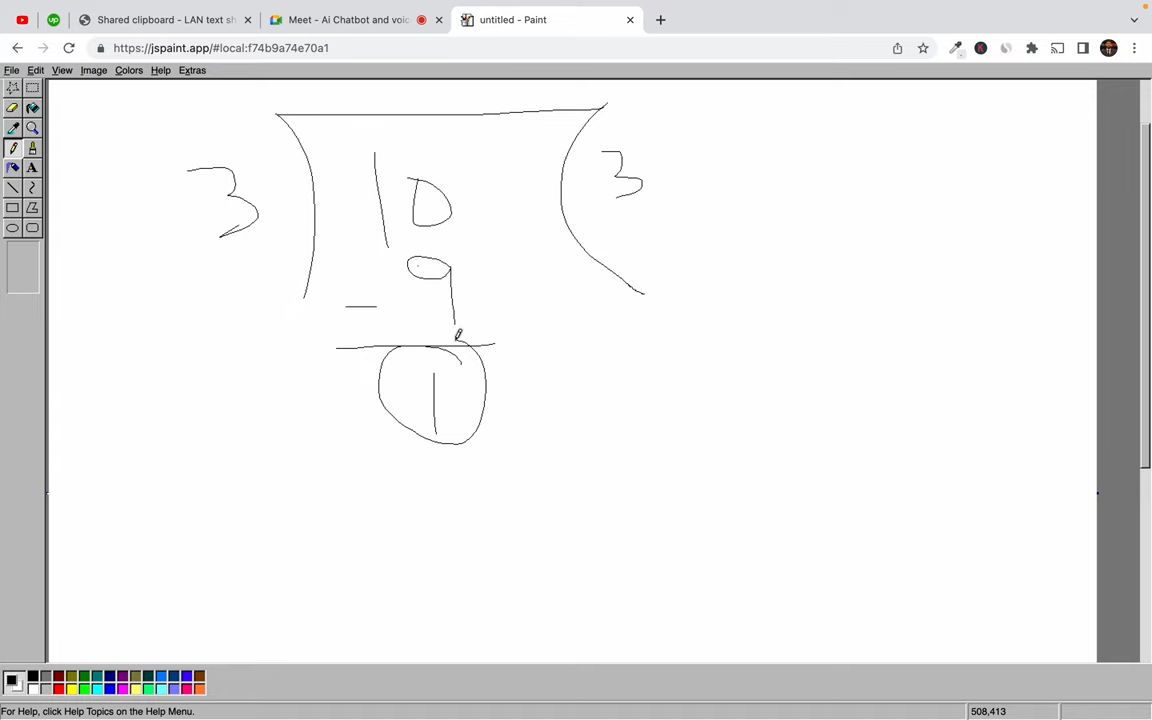 Shared clipboard - LAN text sh
Meet - Ai Chatbot and voic
untitled - Paint
https://jspaint.app/#local:f74b9a74e70a1
File Edit View Image Colors Help Extras
3 10 3
- 9
1
For Help, click Help Topics on the Help Menu.
508,413